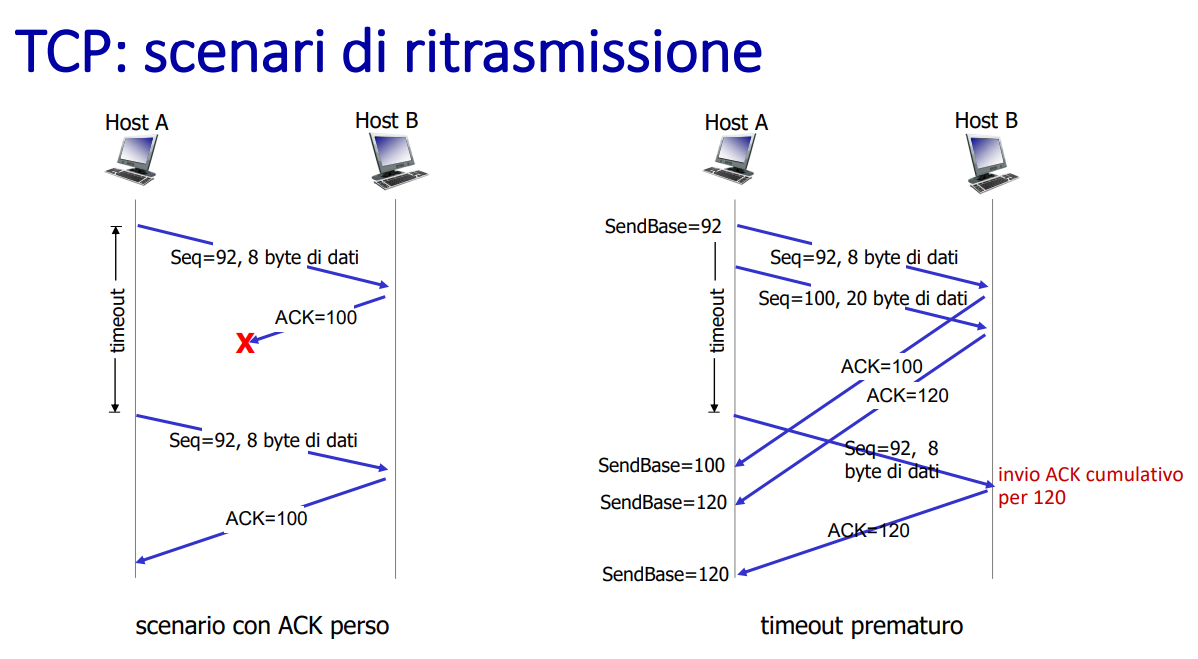 TCP: scenari di ritrasmissione
Host A
Host B
timeout
Seq=92, 8 byte di dati
ACK=100
X
Seq=92, 8 byte di dati
ACK=100
scenario con ACK perso
Host A
Host B
SendBase=92
timeout
Seq=92, 8 byte di dati
Seq=100, 20 byte di dati
ACK=100
ACK=120
Seq=92, 8
byte di dati
SendBase=100
SendBase=120
invio ACK cumulativo
per 120
ACK=120
SendBase=120
timeout prematuro